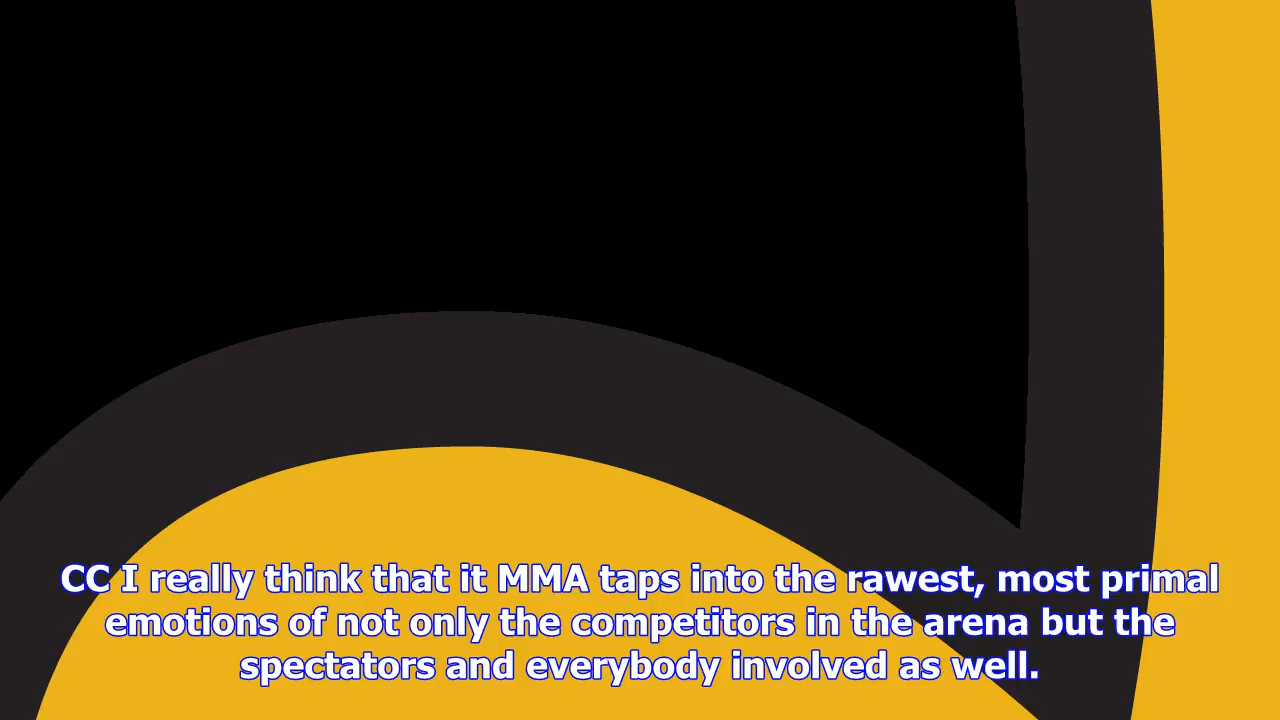 CC I really think that it MMA taps into the rawest, most primal
emotions of not only the competitors in the arena but the
spectators and everybody involved as well.